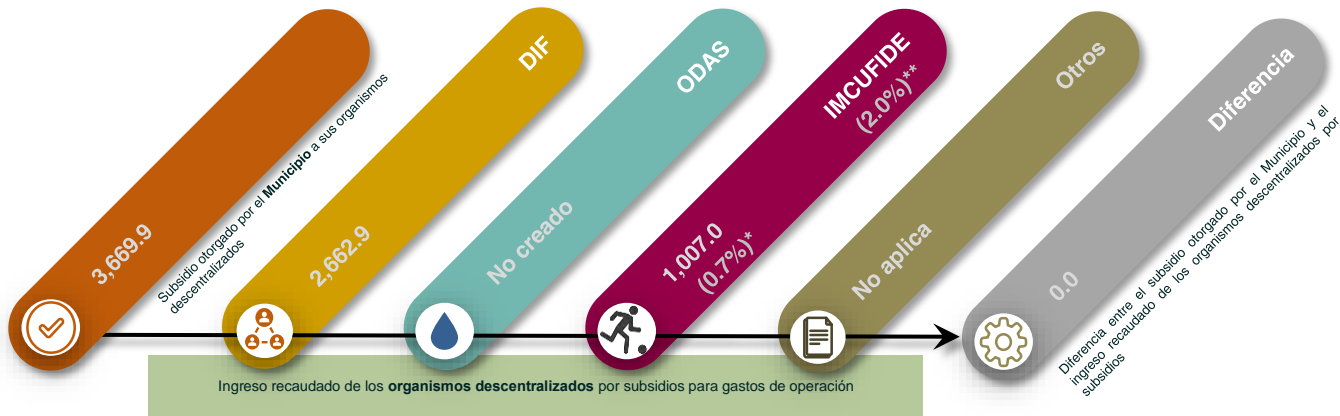 3,669.9
Subsidio otorgado por el Municipio a sus organismos
descentralizados
DIF
2,662.9
ODAS
No creado
IMCUFIDE
(2.0%)**
1,007.0
(0.7%)*
Otros
No aplica
Diferencia
0.0
Diferencia entre el subsidio otorgado por el Municipio y el
ingreso recaudado de los organismos descentralizados por
subsidios
Ingreso recaudado de los organismos descentralizados por subsidios para gastos de operación